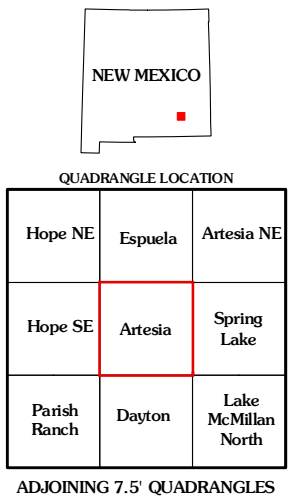 NEW MEXICO
QUADRANGLE LOCATION
Hope NE
Espuela
Artesia NE
Hope SE
Artesia
Spring
Lake
Parish
Ranch
Dayton
Lake
McMillan
North
ADJOINING 7.5' QUADRANGLES